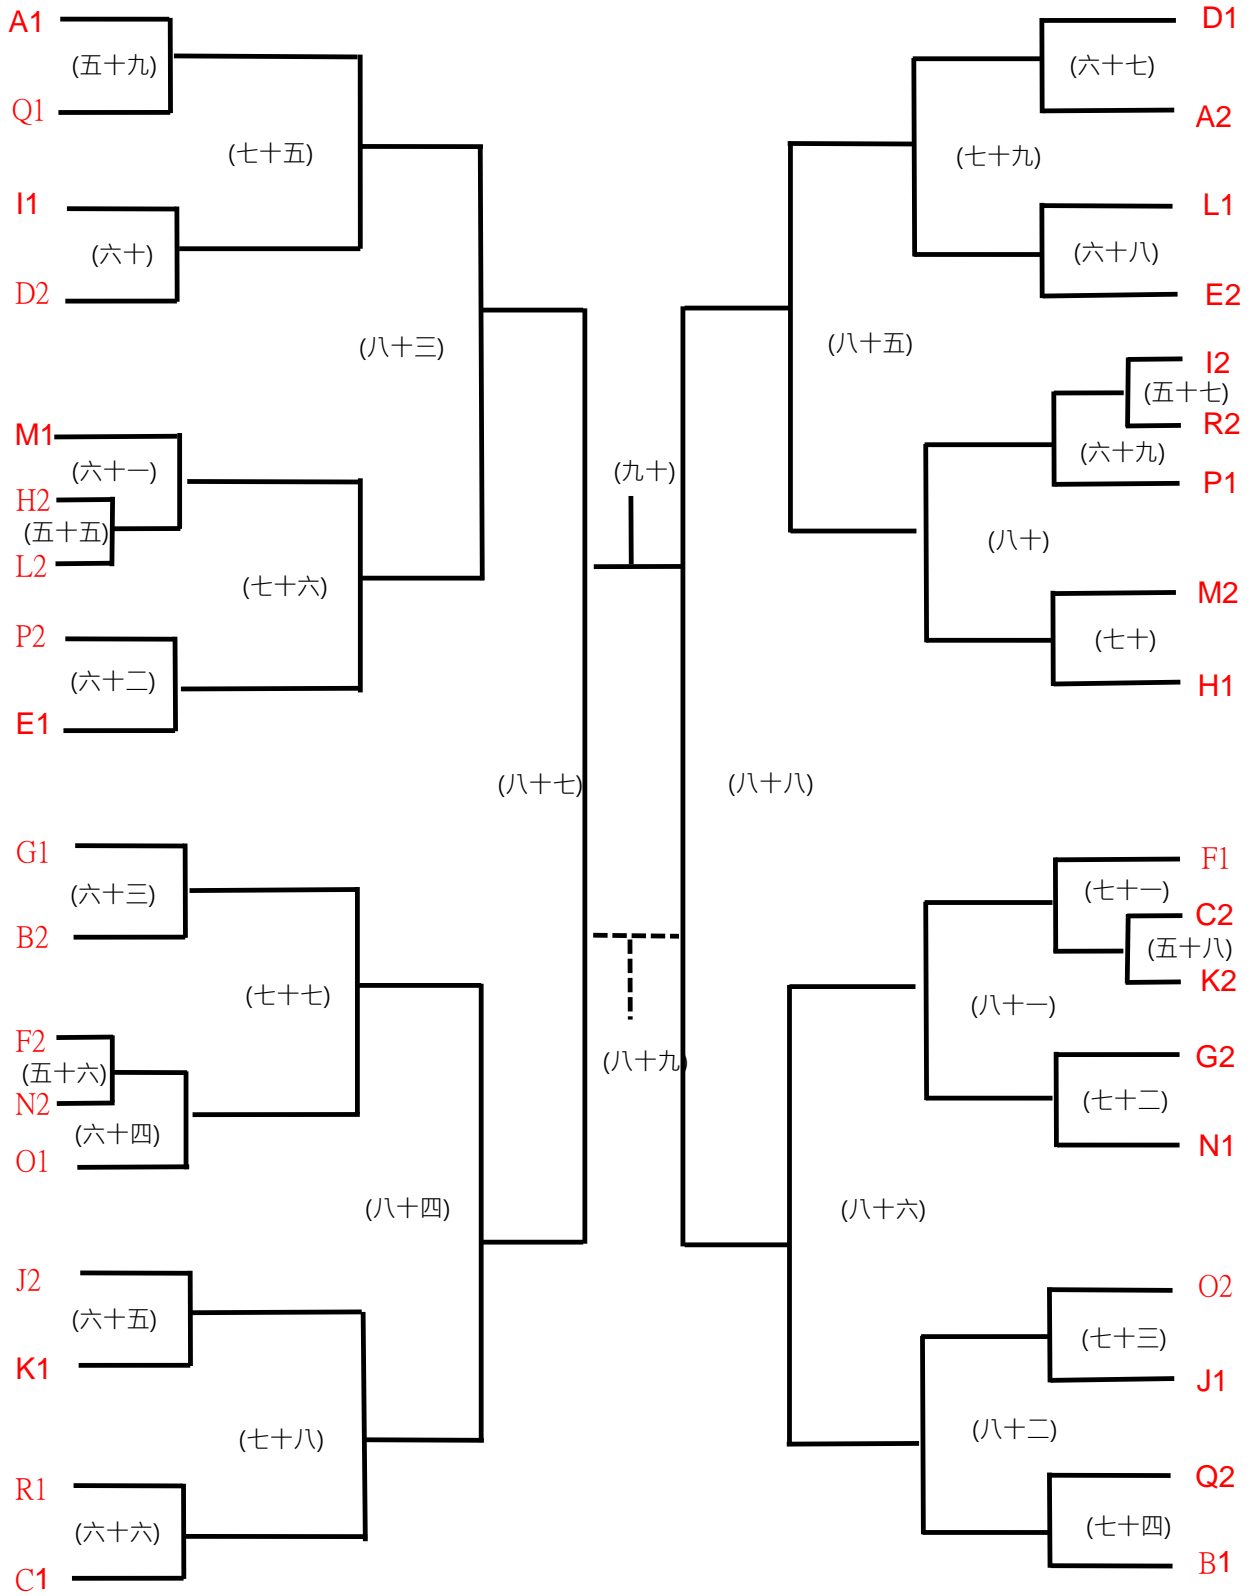 A1
(五十九)
Q1
(七十五)
I1
(六十)
D2
(八十三)
M1
(六十一)
H2
(五十五)
L2
(七十六)
P2
(六十二)
E1
(八十七)
G1
(六十三)
B2
(七十七)
F2
(五十六)
N2
(六十四)
O1
(八十四)
J2
(六十五)
K1
(七十八)
R1
(六十六)
C1
(九十)
(八十九)
D1
(六十七)
A2
(七十九)
L1
(六十八)
E2
(八十五)
I2
(五十七)
R2
(六十九)
P1
(八十)
M2
(七十)
H1
(八十八)
F1
(七十一)
C2
(五十八)
K2
(八十一)
G2
(七十二)
N1
(八十六)
O2
(七十三)
J1
(八十二)
Q2
(七十四)
B1